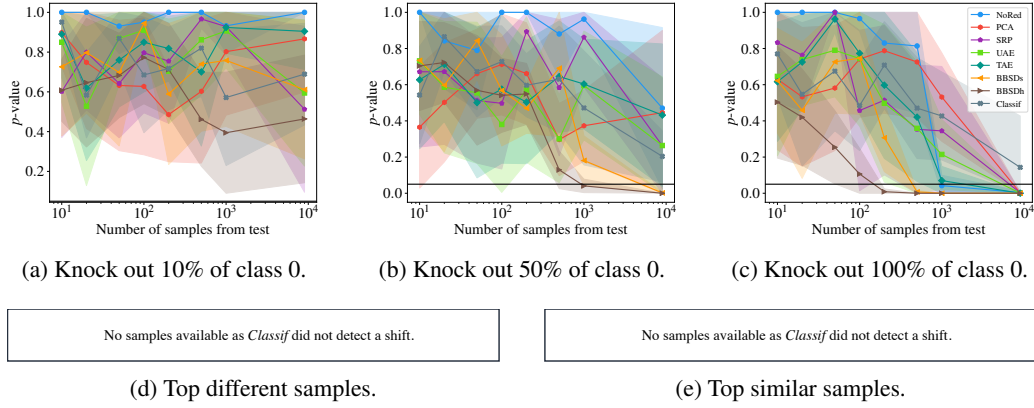 1.0
0.8
0.6
0.4
0.2
p-value
10^1
10^2
10^3
10^4
Number of samples from test
1.0
0.8
0.6
0.4
0.2
0.0
p-value
10^1
10^2
10^3
10^4
Number of samples from test
1.0
0.8
0.6
0.4
0.2
0.0
p-value
10^1
10^2
10^3
10^4
Number of samples from test
NoRed
PCA
SRP
UAE
TAE
BBSDs
BBSDh
Classif
(a) Knock out 10% of class 0.
(b) Knock out 50% of class 0.
(c) Knock out 100% of class 0.
No samples available as Classif did not detect a shift.
No samples available as Classif did not detect a shift.
(d) Top different samples.
(e) Top similar samples.